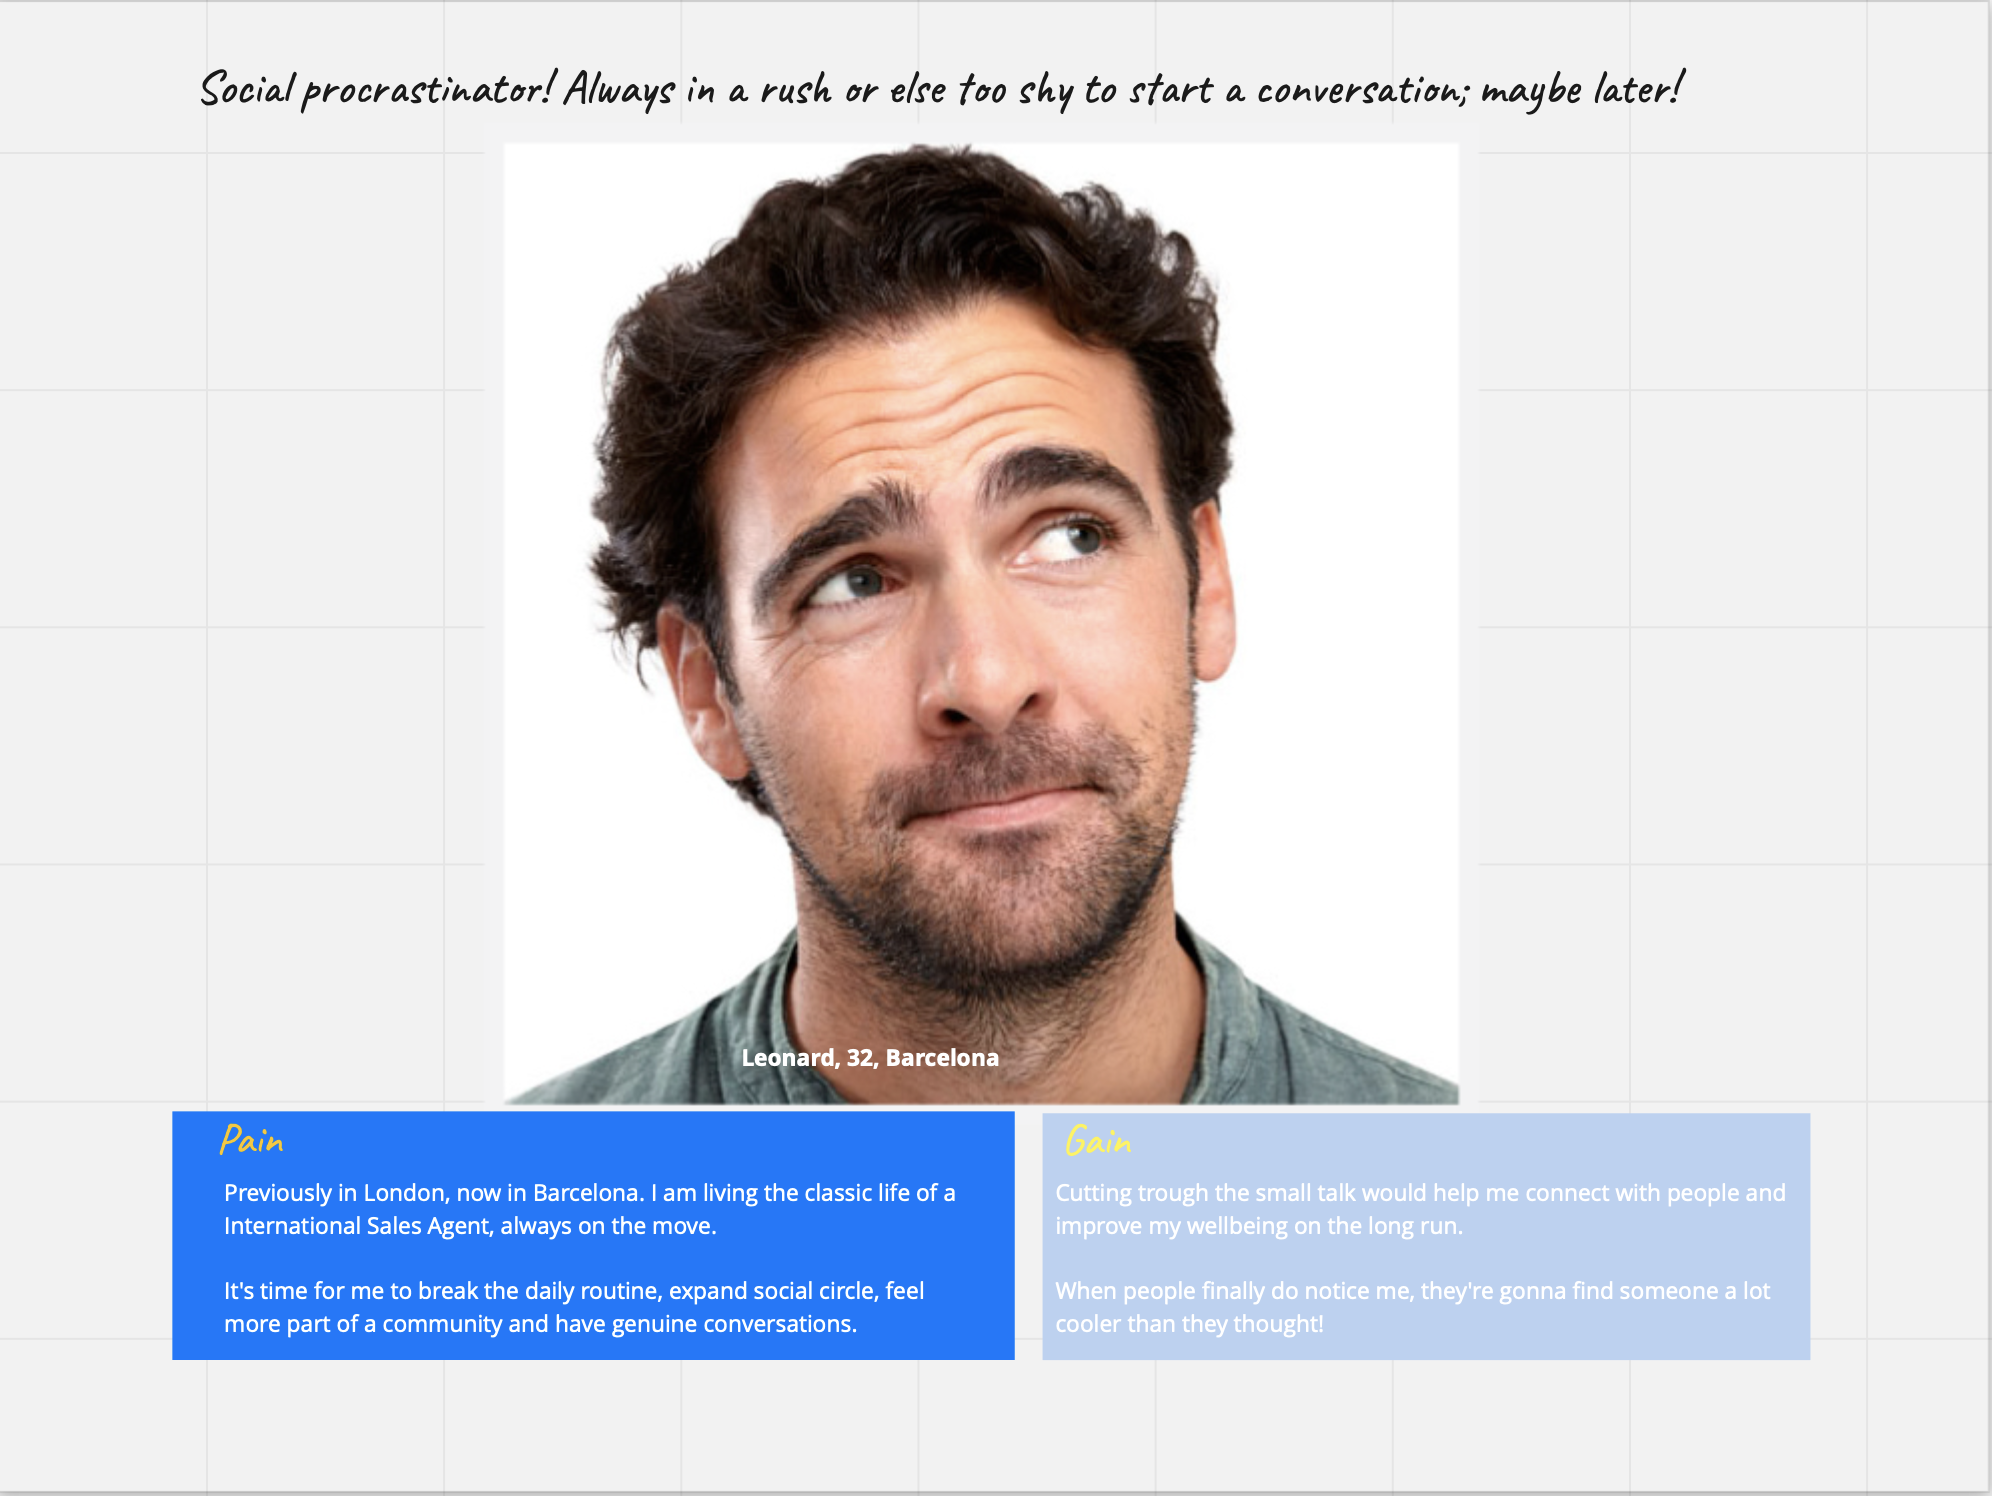 Social procrastinator! Always in a rush or else too shy to start a conversation; maybe later!
Leonard, 32, Barcelona
Pain
Previously in London, now in Barcelona. I am living the classic life of a
International Sales Agent, always on the move.
It's time for me to break the daily routine, expand social circle, feel
more part of a community and have genuine conversations.
Gain
Cutting trough the small talk would help me connect with people and
improve my wellbeing on the long run.
When people finally do notice me, they're gonna find someone a lot
cooler than they thought!